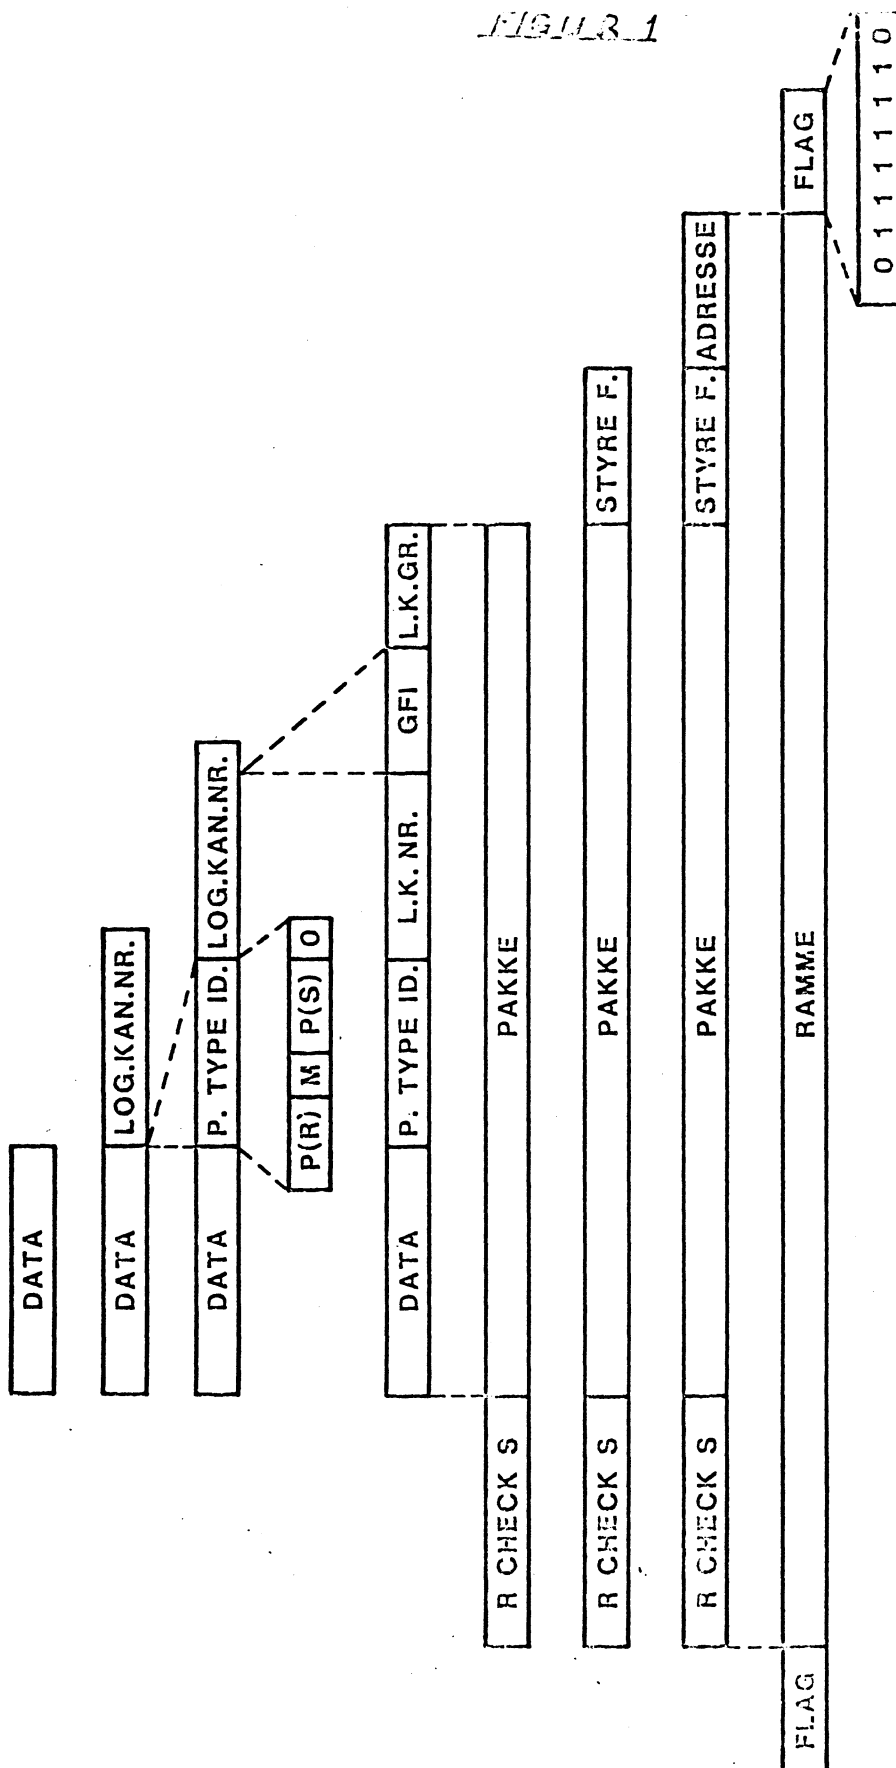 FIGUR 1
DATA
DATA LOG.KAN.NR.
DATA P. TYPE ID. LOG.KAN.NR.
P(R) M P(S) 0
DATA P. TYPE ID. L.K. NR. GFI L.K.GR.
R CHECK S PAKKE
R CHECK S PAKKE STYRE F.
R CHECK S PAKKE STYRE F. ADRESSE
FLAG RAMME FLAG
0 1 1 1 1 1 1 0